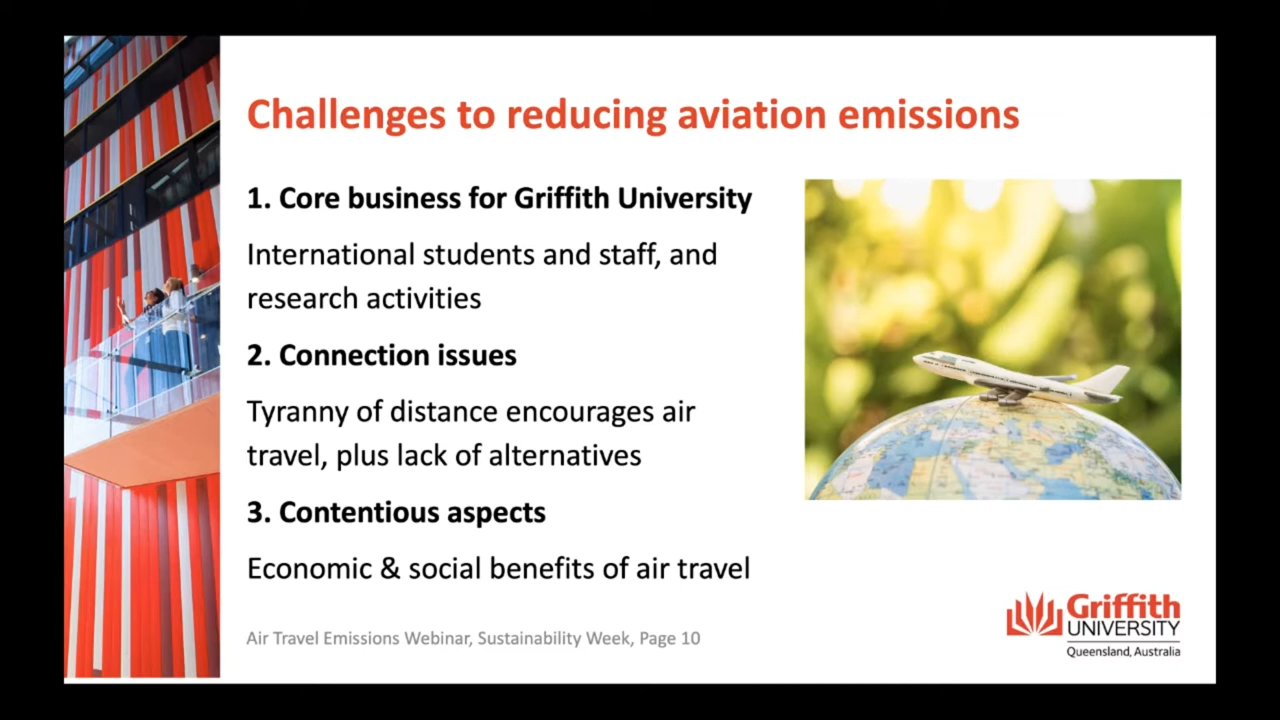 Challenges to reducing aviation emissions
1. Core business for Griffith University
International students and staff, and
research activities
2. Connection issues
Tyranny of distance encourages air
travel, plus lack of alternatives
3. Contentious aspects
Economic & social benefits of air travel
Air Travel Emissions Webinar, Sustainability Week, Page 10
Griffith
UNIVERSITY
Queensland, Australia